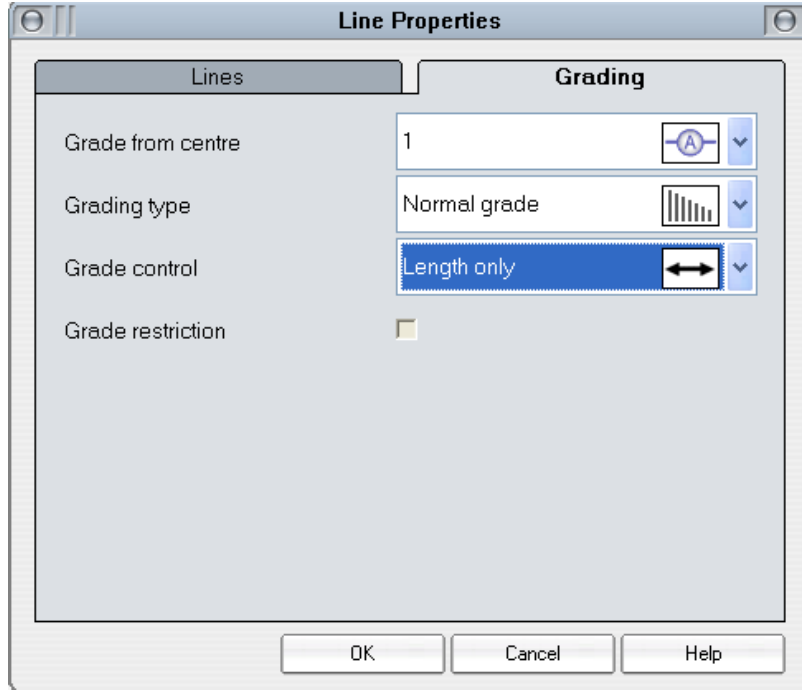 Line Properties
Lines
Grading
Grade from centre
1
A
Grading type
Normal grade
Grade control
Length only
Grade restriction
OK
Cancel
Help